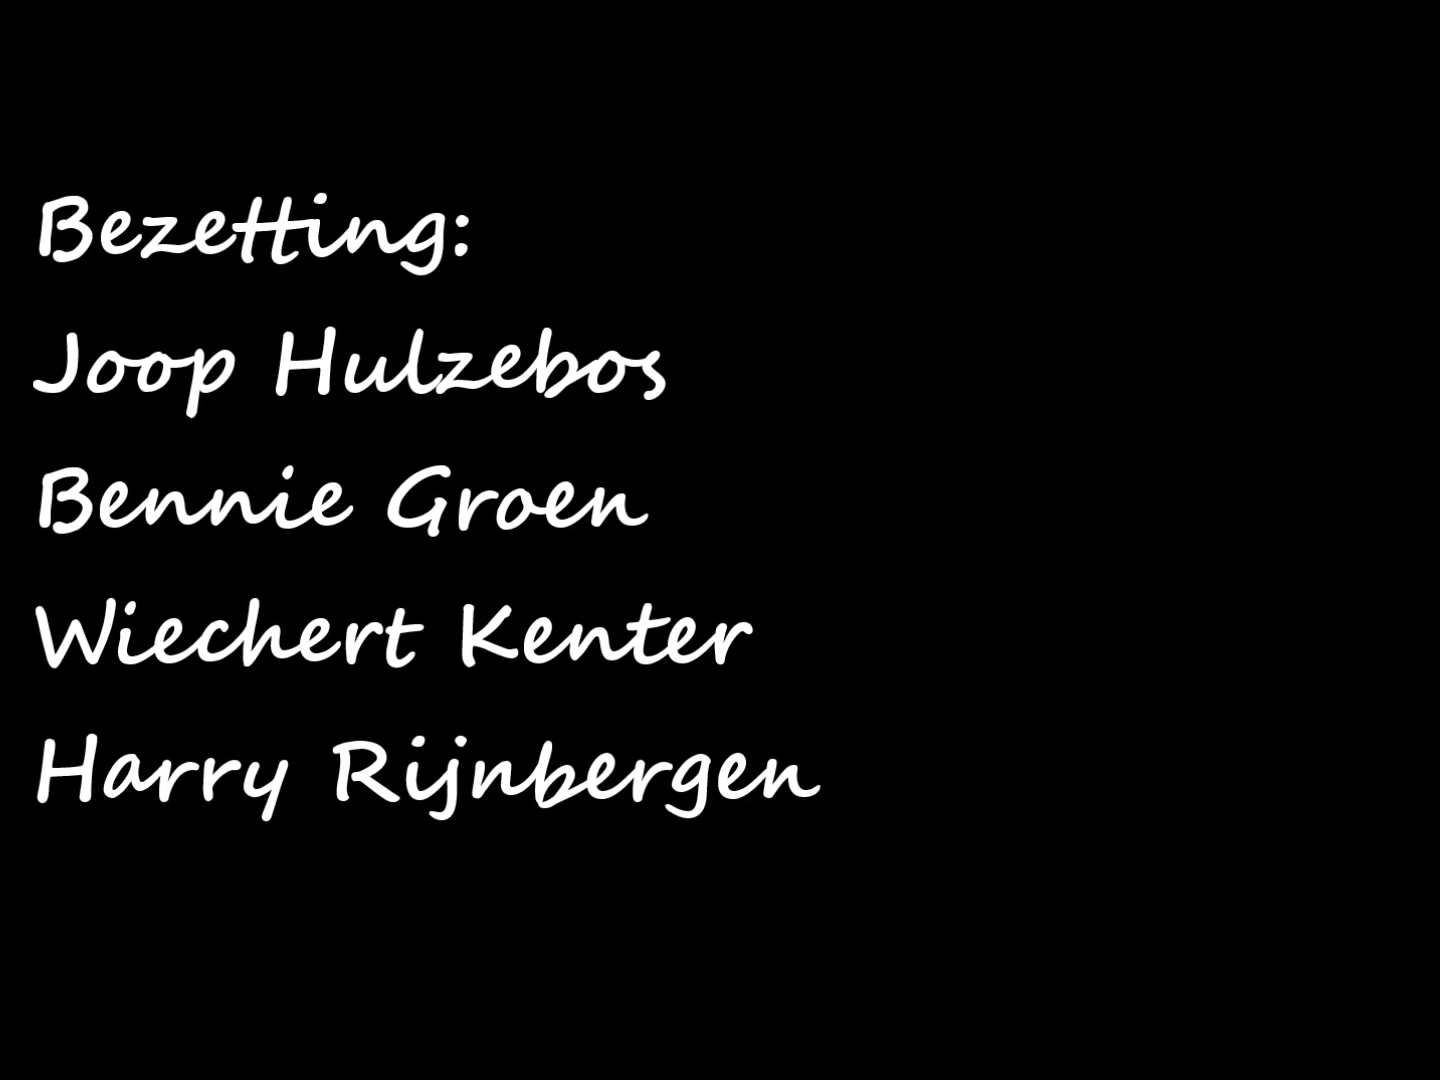 Bezetting:
Joop Hulzebos
Bennie Groen
Wiechert Kenter
Harry Rijnbergen